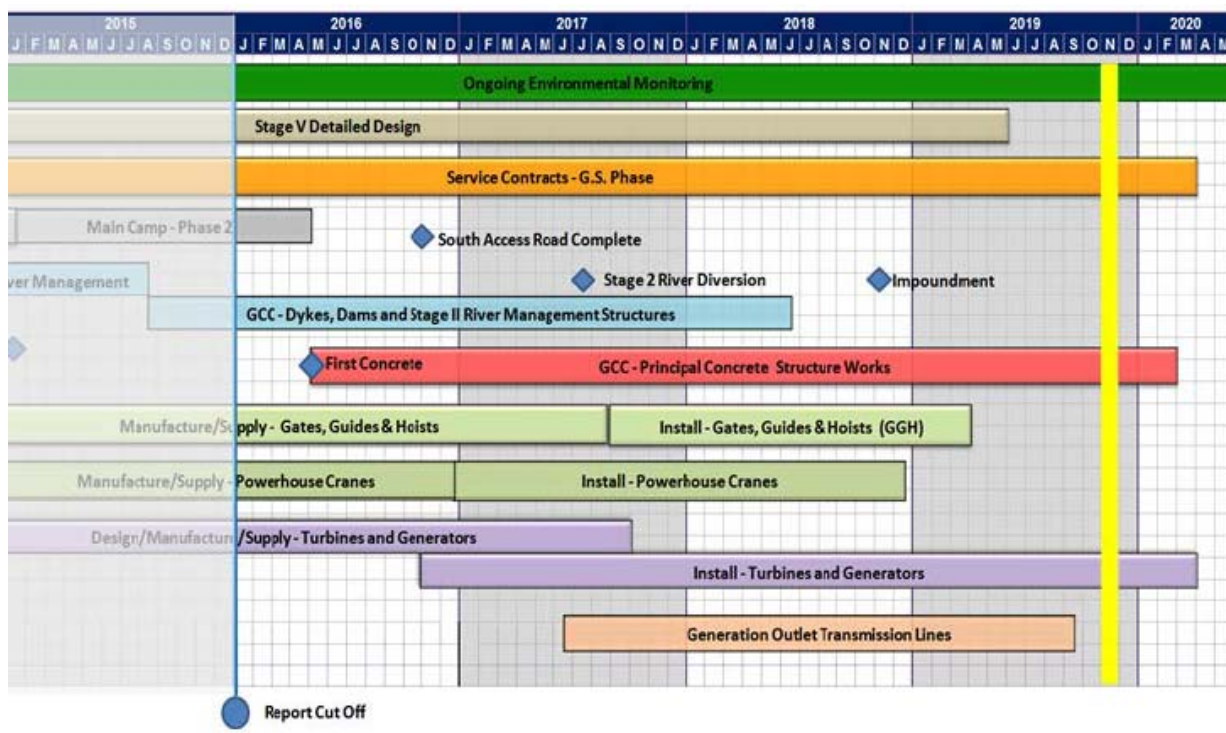 2015 2016 2017 2018 2019 2020
J F M A M J J A S O N D J F M A M J J A S O N D J F M A M J J A S O N D J F M A M J J A S O N D J F M A M J J A S O N D J F M A M
Ongoing Environmental Monitoring
Stage V Detailed Design
Service Contracts - G.S. Phase
Main Camp - Phase 2
South Access Road Complete
ver Management
Stage 2 River Diversion
Impoundment
GCC - Dykes, Dams and Stage II River Management Structures
First Concrete
GCC - Principal Concrete Structure Works
Manufacture/Supply - Gates, Guides & Hoists
Install - Gates, Guides & Hoists (GGH)
Manufacture/Supply - Powerhouse Cranes
Install - Powerhouse Cranes
Design/Manufacture/Supply - Turbines and Generators
Install - Turbines and Generators
Generation Outlet Transmission Lines
Report Cut Off